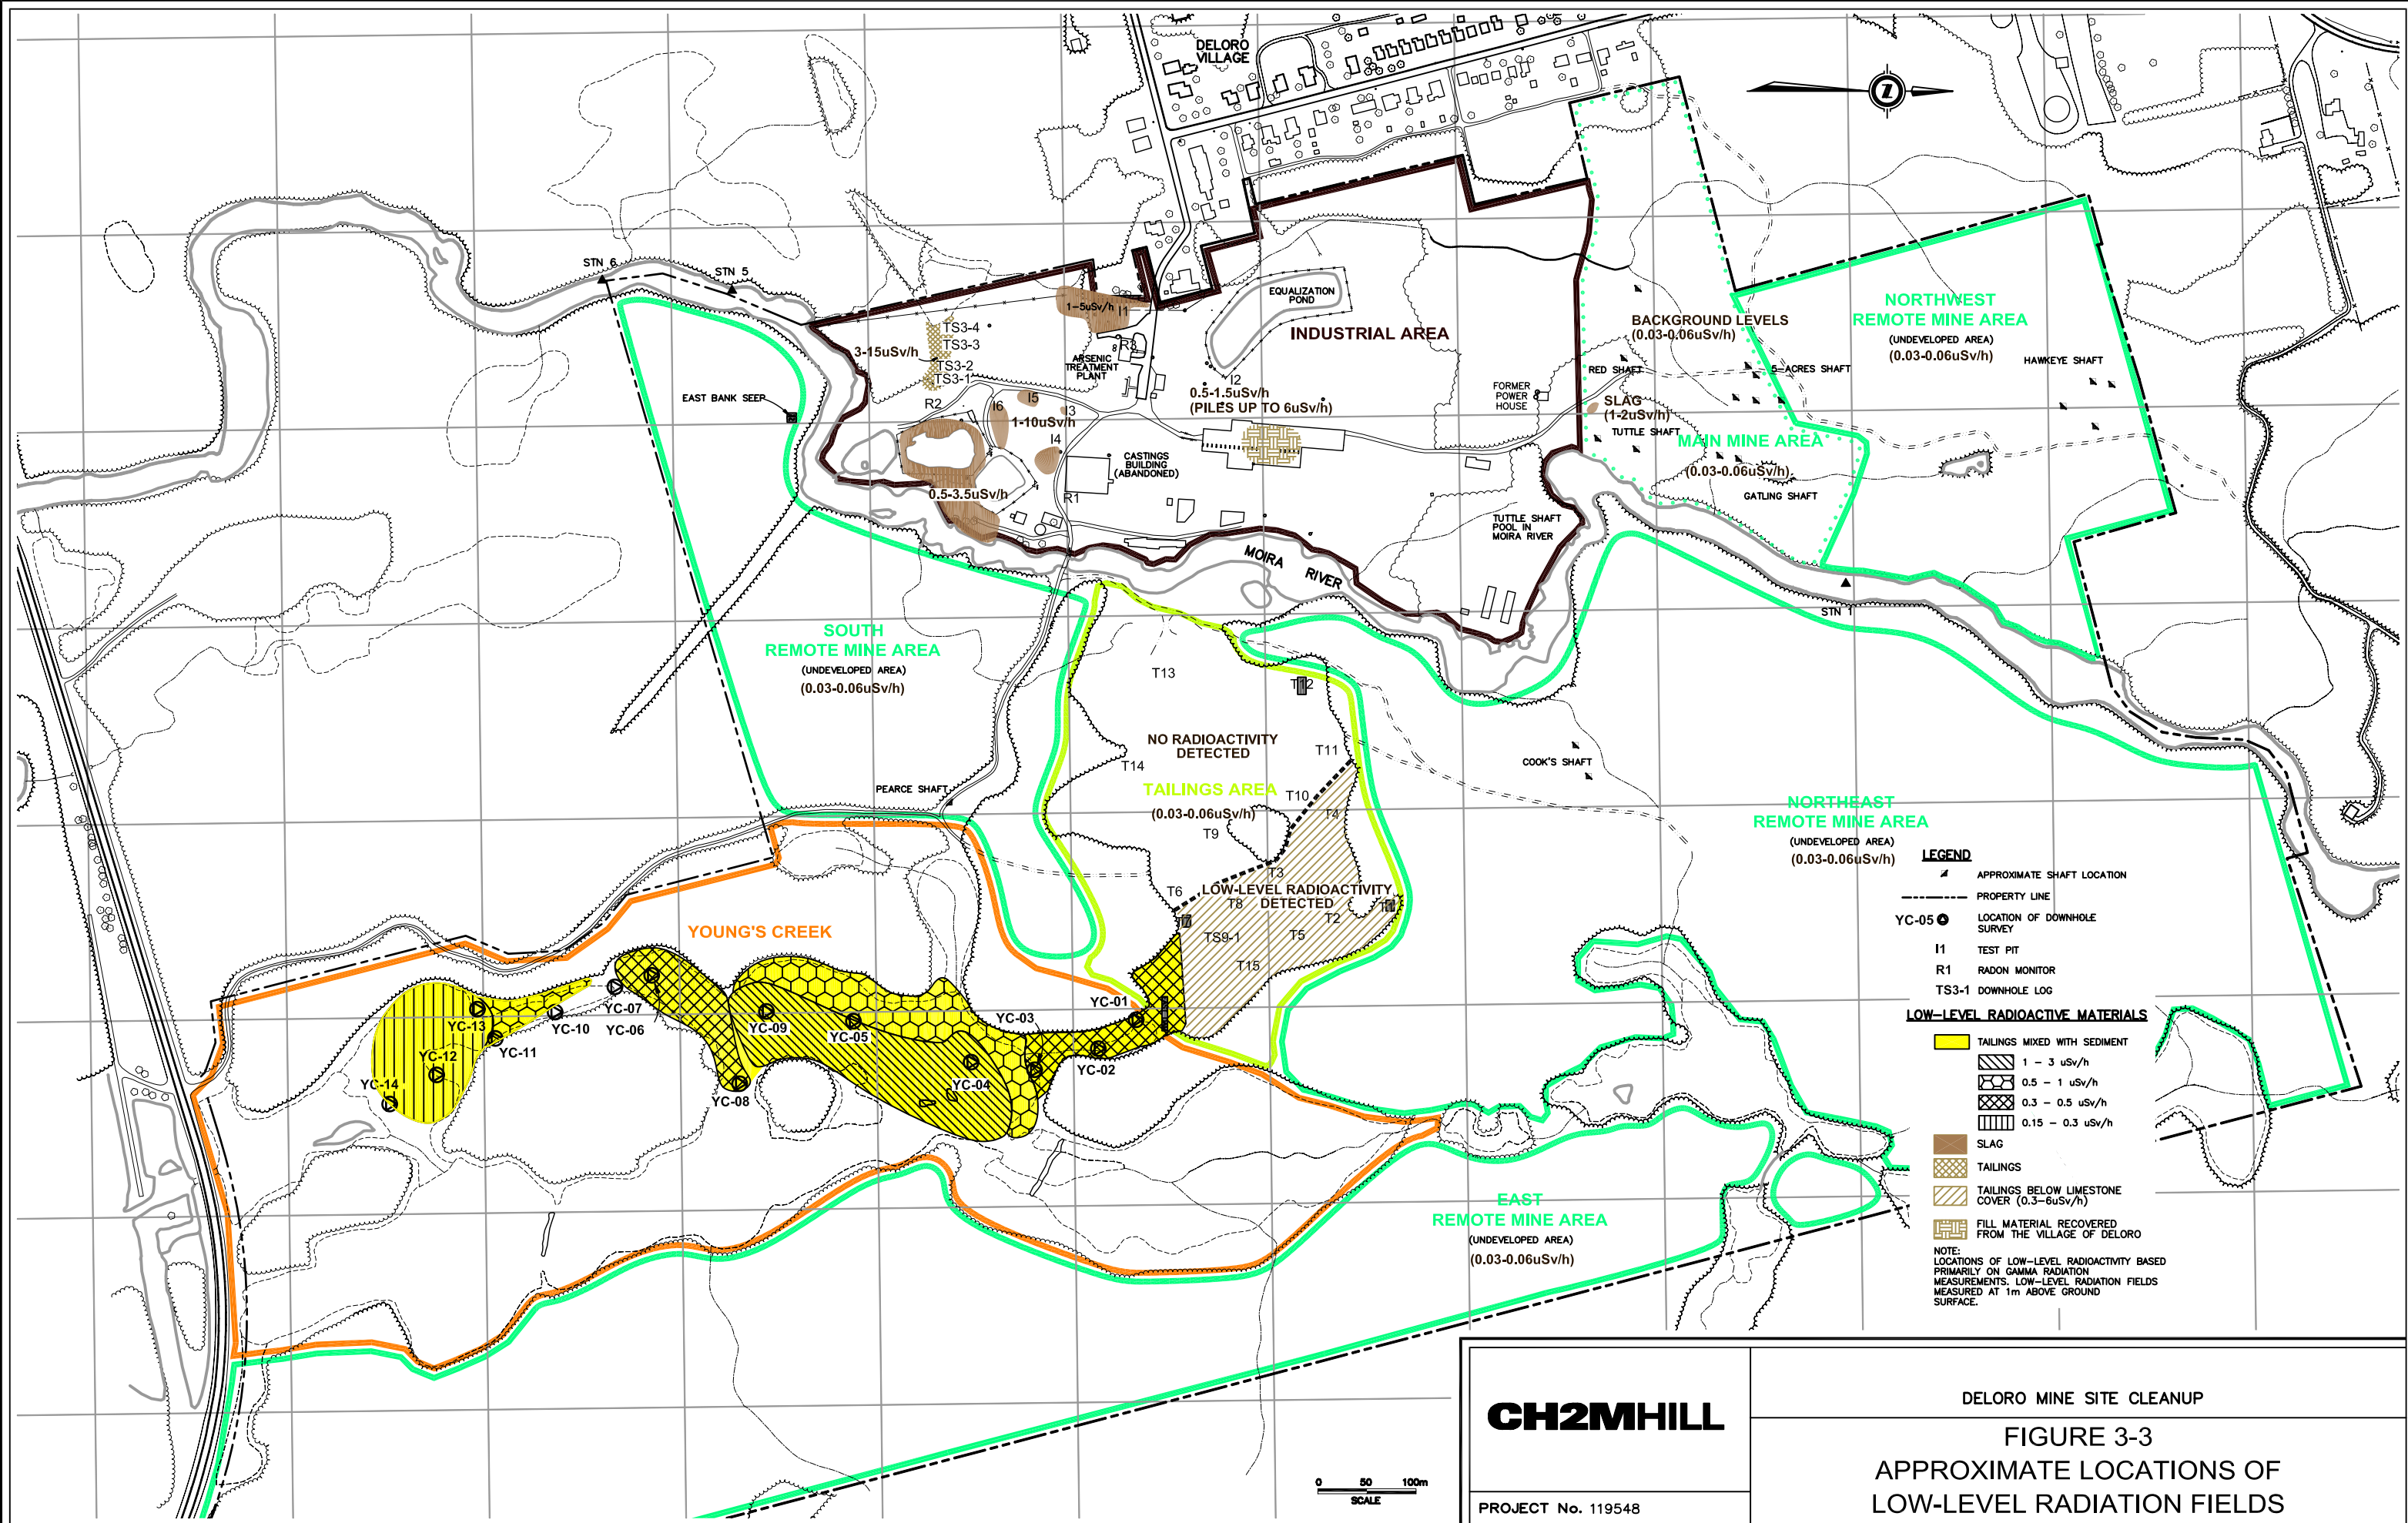 DELORO
VILLAGE
Z
STN 6
STN 5
EQUALIZATION
POND
INDUSTRIAL AREA
1-5uSv/h
I1
TS3-4
TS3-3
TS3-2
TS3-1
3-15uSv/h
R3
ARSENIC
TREATMENT
PLANT
I2
0.5-1.5uSv/h
(PILES UP TO 6uSv/h)
BACKGROUND LEVELS
(0.03-0.06uSv/h)
NORTHWEST
REMOTE MINE AREA
(UNDEVELOPED AREA)
(0.03-0.06uSv/h)
HAWKEYE SHAFT
RED SHAFT
5-ACRES SHAFT
FORMER
POWER
HOUSE
SLAG
(1-2uSv/h)
TUTTLE SHAFT
MAIN MINE AREA
(0.03-0.06uSv/h)
GATLING SHAFT
EAST BANK SEEP
R2
I6
I5
I3
1-10uSv/h
I4
CASTINGS
BUILDING
(ABANDONED)
0.5-3.5uSv/h
R1
TUTTLE SHAFT
POOL IN
MOIRA RIVER
MOIRA RIVER
STN 1
SOUTH
REMOTE MINE AREA
(UNDEVELOPED AREA)
(0.03-0.06uSv/h)
T13
T12
NO RADIOACTIVITY
DETECTED
T11
T14
TAILINGS AREA
(0.03-0.06uSv/h)
T10
T4
T9
PEARCE SHAFT
COOK'S SHAFT
NORTHEAST
REMOTE MINE AREA
(UNDEVELOPED AREA)
(0.03-0.06uSv/h)
T3
T6
LOW-LEVEL RADIOACTIVITY
DETECTED
T8
T7
T2
T1
T5
TS9-1
T15
YOUNG'S CREEK
YC-01
YC-02
YC-03
YC-04
YC-05
YC-09
YC-07
YC-06
YC-08
YC-10
YC-13
YC-11
YC-12
YC-14
EAST
REMOTE MINE AREA
(UNDEVELOPED AREA)
(0.03-0.06uSv/h)
LEGEND
APPROXIMATE SHAFT LOCATION
PROPERTY LINE
YC-05 LOCATION OF DOWNHOLE
SURVEY
I1 TEST PIT
R1 RADON MONITOR
TS3-1 DOWNHOLE LOG
LOW-LEVEL RADIOACTIVE MATERIALS
TAILINGS MIXED WITH SEDIMENT
1 - 3 uSv/h
0.5 - 1 uSv/h
0.3 - 0.5 uSv/h
0.15 - 0.3 uSv/h
SLAG
TAILINGS
TAILINGS BELOW LIMESTONE
COVER (0.3-6uSv/h)
FILL MATERIAL RECOVERED
FROM THE VILLAGE OF DELORO
NOTE:
LOCATIONS OF LOW-LEVEL RADIOACTIVITY BASED
PRIMARILY ON GAMMA RADIATION
MEASUREMENTS. LOW-LEVEL RADIATION FIELDS
MEASURED AT 1m ABOVE GROUND
SURFACE.
0 50 100m
SCALE
CH2MHILL
PROJECT No. 119548
DELORO MINE SITE CLEANUP
FIGURE 3-3
APPROXIMATE LOCATIONS OF
LOW-LEVEL RADIATION FIELDS